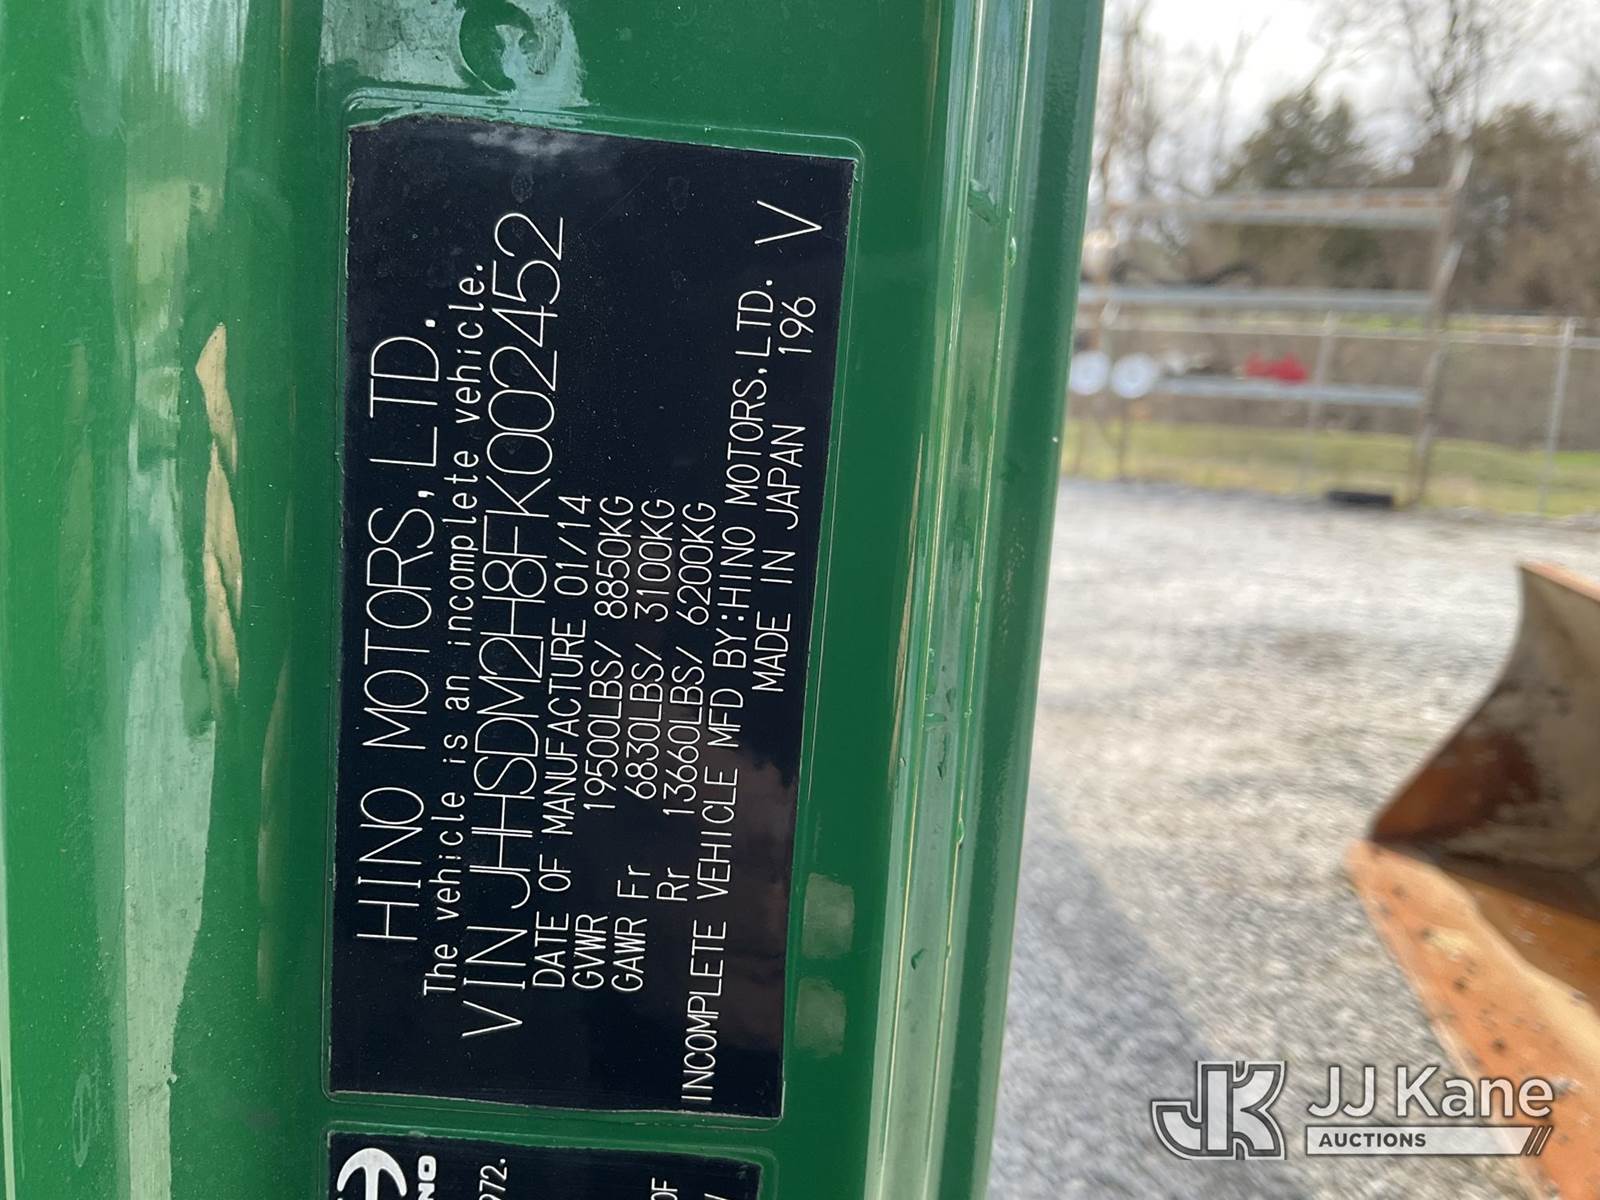 HINO MOTORS, LTD.
The vehicle is an incomplete vehicle.
VIN JHHSDM2H8FK002452
DATE OF MANUFACTURE 01/14
GVWR 19500LBS/ 8850KG
GAWR Fr 6830LBS/ 3100KG
Rr 13660LBS/ 6200KG
INCOMPLETE VEHICLE MFD BY:HINO MOTORS,LTD.
MADE IN JAPAN 196 V
972.
JJ Kane
AUCTIONS